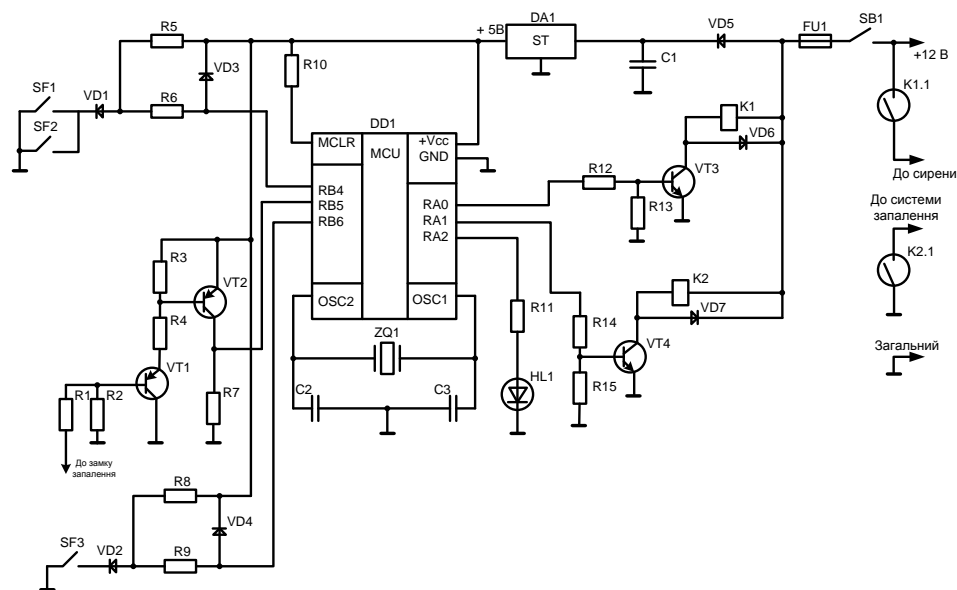 DA1
+ 5В
ST
VD5
FU1
SB1
+12 В
R5
VD3
R10
C1
SF1
VD1
R6
SF2
K1
K1.1
DD1
VD6
MCLR
MCU
+Vcc
GND
R12
VT3
До сирени
RB4
RB5
RB6
RA0
RA1
RA2
R13
До системи
запалення
R3
VT2
K2
K2.1
R4
OSC2
OSC1
R11
R14
VD7
ZQ1
VT4
Загальний
VT1
R1
R2
R7
C2
C3
HL1
R15
До замку
запалення
R8
VD4
SF3
VD2
R9